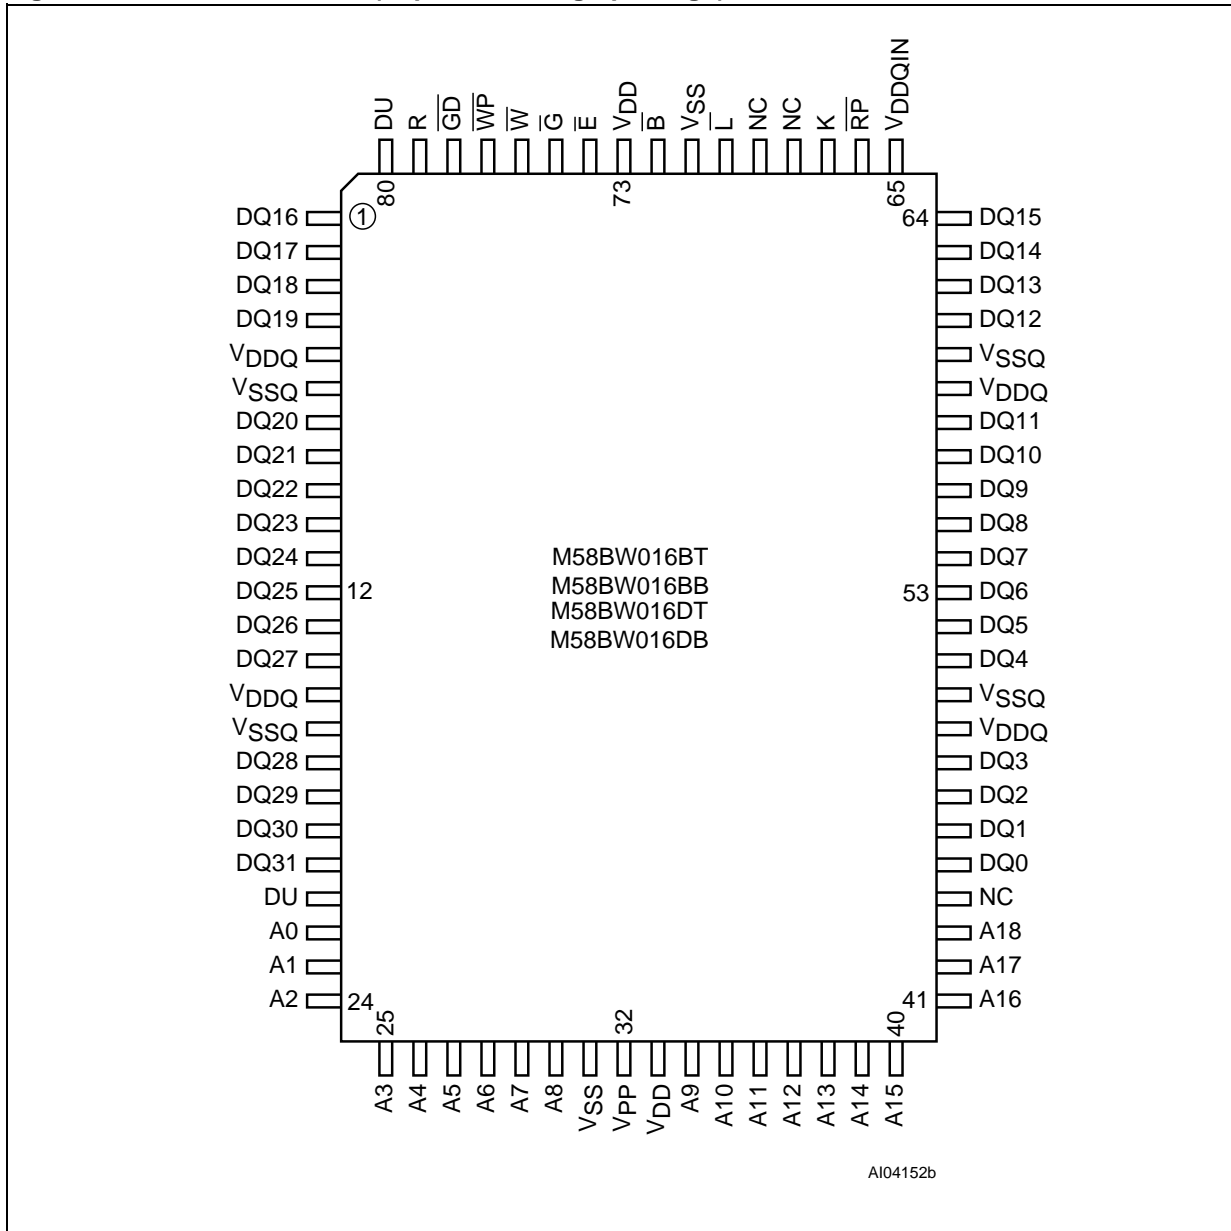 DU R GD WP W G E VDD B VSS L NC NC K RP VDDQIN
80 73 65
DQ16 1 64 DQ15
DQ17 DQ14
DQ18 DQ13
DQ19 DQ12
VDDQ VSSQ
VSSQ VDDQ
DQ20 DQ11
DQ21 DQ10
DQ22 DQ9
DQ23 DQ8
DQ24 M58BW016BT DQ7
DQ25 12 M58BW016BB 53 DQ6
M58BW016DT
DQ26 DQ5
M58BW016DB
DQ27 DQ4
VDDQ VSSQ
VSSQ VDDQ
DQ28 DQ3
DQ29 DQ2
DQ30 DQ1
DQ31 DQ0
DU NC
A0 A18
A1 A17
A2 24 41 A16
25 32 40
A3 A4 A5 A6 A7 A8 VSS VPP VDD A9 A10 A11 A12 A13 A14 A15
AI04152b